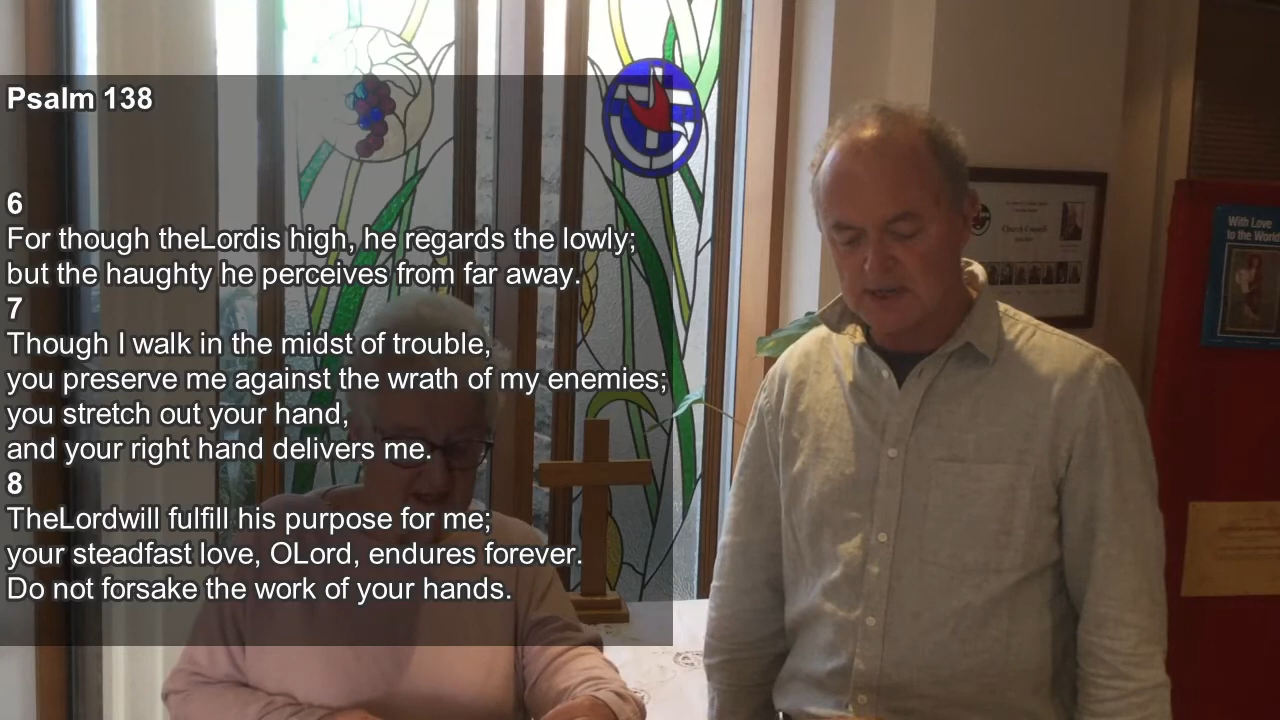 Psalm 138
6
For though theLordis high, he regards the lowly;
but the haughty he perceives from far away.
7
Though I walk in the midst of trouble,
you preserve me against the wrath of my enemies;
you stretch out your hand,
and your right hand delivers me.
8
TheLordwill fulfill his purpose for me;
your steadfast love, OLord, endures forever.
Do not forsake the work of your hands.
Church Council
With Love
to the World